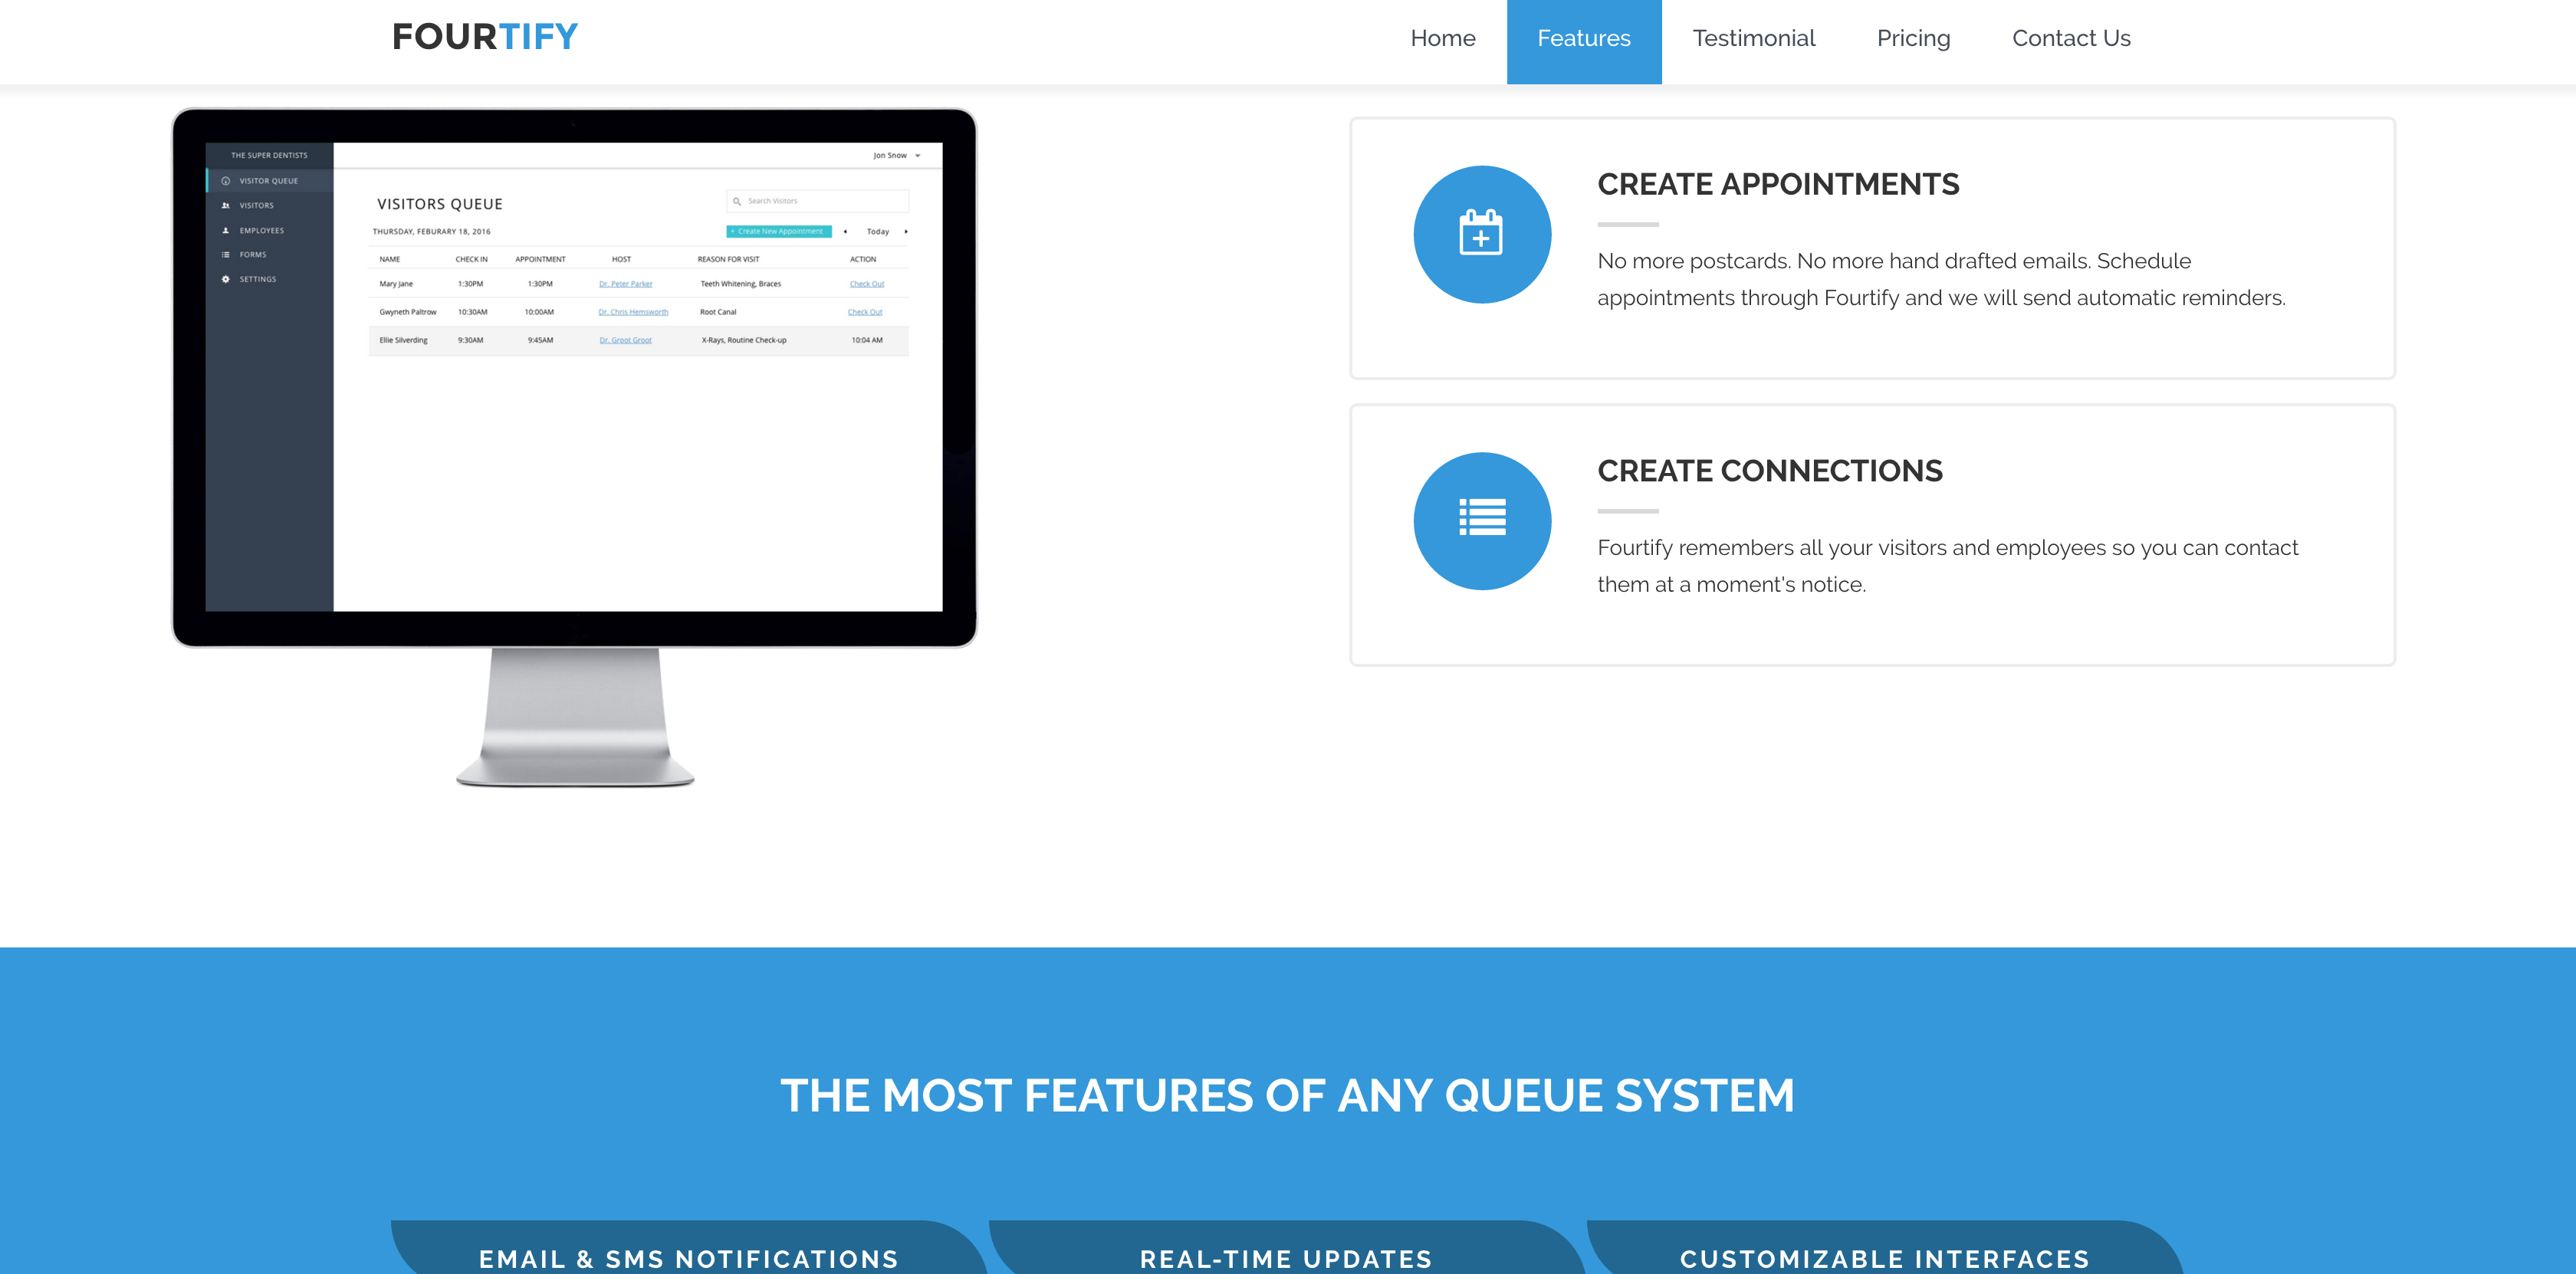 FOURTIFY
Home Features Testimonial Pricing Contact Us
THE SUPER DENTISTS
Jon Snow
VISITOR QUEUE
VISITORS
EMPLOYEES
FORMS
SETTINGS
VISITORS QUEUE
Search Visitors
THURSDAY, FEBURARY 18, 2016
+ Create New Appointment
Today
NAME CHECK IN APPOINTMENT HOST REASON FOR VISIT ACTION
Mary Jane 1:30PM 1:30PM Dr. Peter Parker Teeth Whitening, Braces Check Out
Gwyneth Paltrow 10:30AM 10:00AM Dr. Chris Hemsworth Root Canal Check Out
Ellie Silverding 9:30AM 9:45AM Dr. Groot Groot X-Rays, Routine Check-up 10:04 AM
CREATE APPOINTMENTS
No more postcards. No more hand drafted emails. Schedule
appointments through Fourtify and we will send automatic reminders.
CREATE CONNECTIONS
Fourtify remembers all your visitors and employees so you can contact
them at a moment's notice.
THE MOST FEATURES OF ANY QUEUE SYSTEM
EMAIL & SMS NOTIFICATIONS
REAL-TIME UPDATES
CUSTOMIZABLE INTERFACES